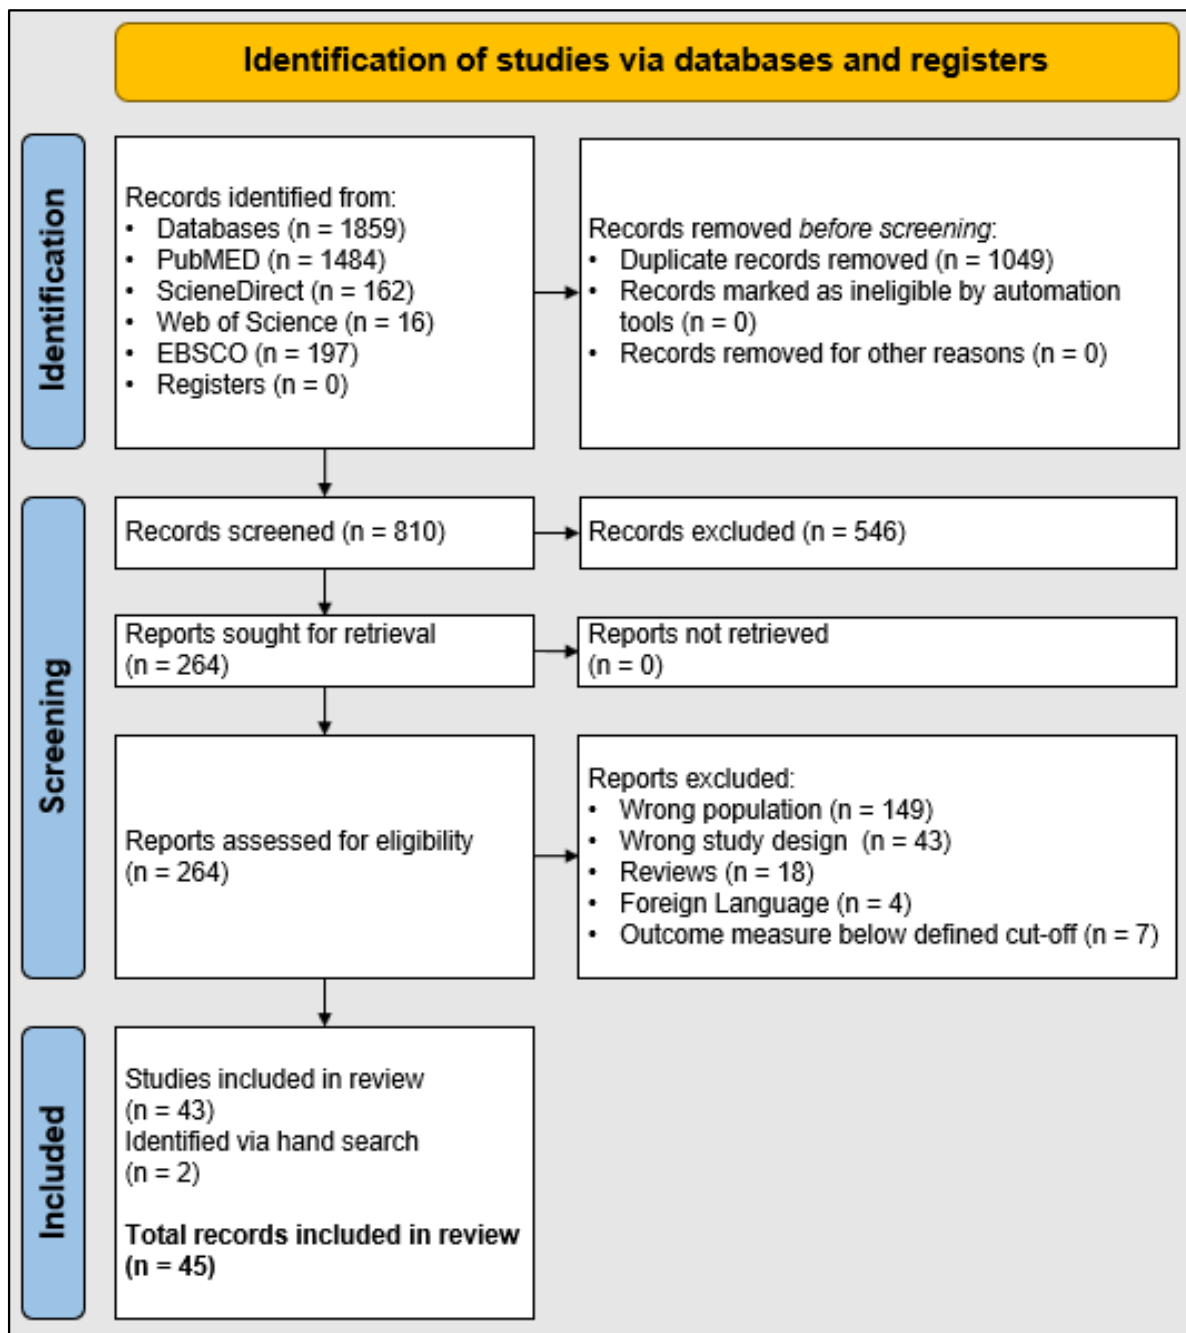 Identification of studies via databases and registers
Identification
Records identified from:
• Databases (n = 1859)
• PubMED (n = 1484)
• ScieneDirect (n = 162)
• Web of Science (n = 16)
• EBSCO (n = 197)
• Registers (n = 0)
Records removed before screening:
• Duplicate records removed (n = 1049)
• Records marked as ineligible by automation
tools (n = 0)
• Records removed for other reasons (n = 0)
Screening
Records screened (n = 810)
Records excluded (n = 546)
Reports sought for retrieval
(n = 264)
Reports not retrieved
(n = 0)
Reports assessed for eligibility
(n = 264)
Reports excluded:
• Wrong population (n = 149)
• Wrong study design (n = 43)
• Reviews (n = 18)
• Foreign Language (n = 4)
• Outcome measure below defined cut-off (n = 7)
Included
Studies included in review
(n = 43)
Identified via hand search
(n = 2)
Total records included in review
(n = 45)